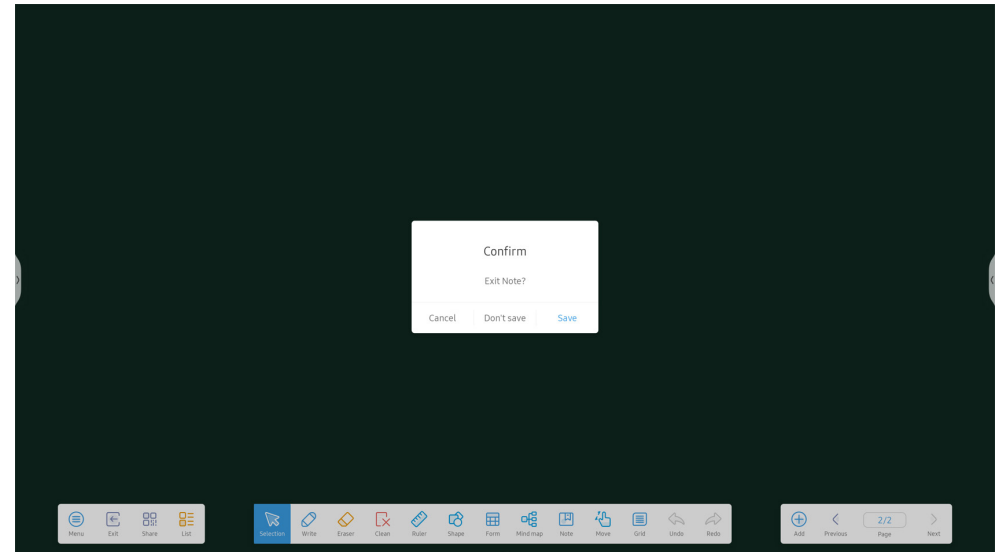 Confirm
Exit Note?
Cancel Don't save Save
Menu Exit Share List Selection Write Eraser Clean Ruler Shape Form Mind map Note Move Grid Undo Redo Add Previous 2/2 Page Next